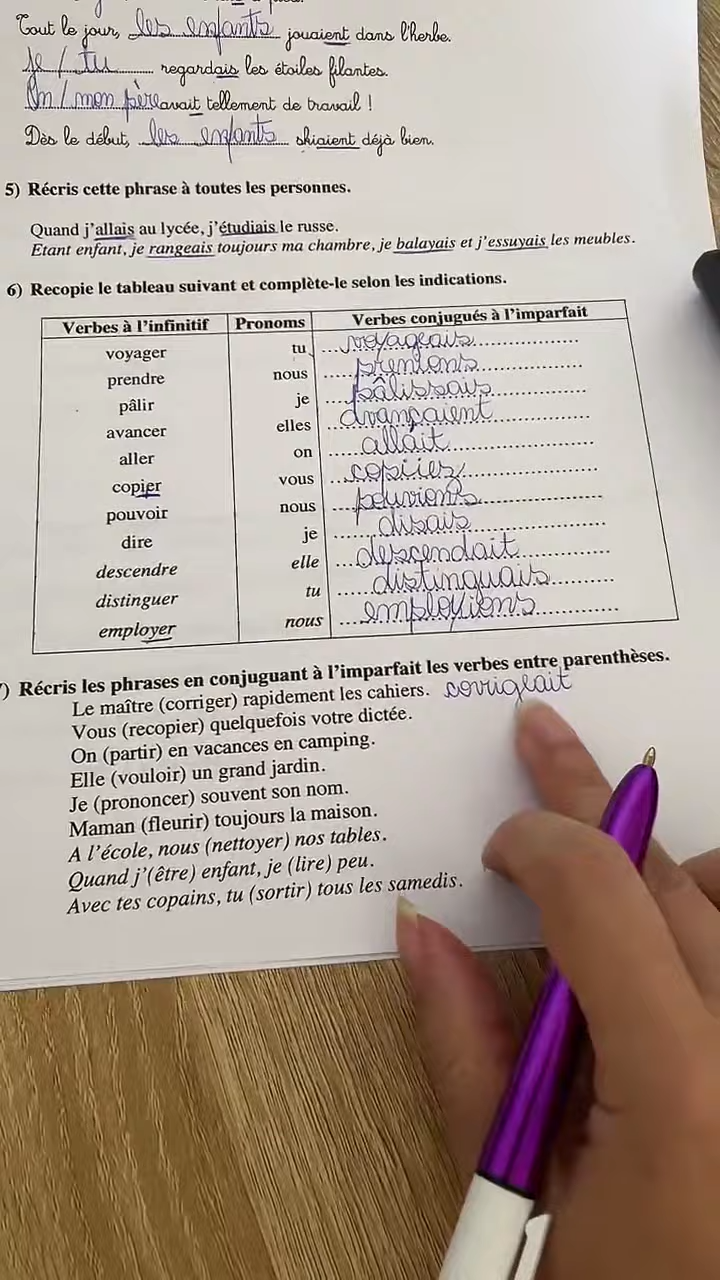 Tout le jour, les enfants jouaient dans l'herbe.
Je / tu regardais les étoiles filantes.
On / mon père avait tellement de travail !
Dès le début, les enfants skiaient déjà bien.
5) Récris cette phrase à toutes les personnes.
Quand j'allais au lycée, j'étudiais le russe.
Etant enfant, je rangeais toujours ma chambre, je balayais et j'essuyais les meubles.
6) Recopie le tableau suivant et complète-le selon les indications.
Verbes à l'infinitif Pronoms Verbes conjugués à l'imparfait
voyager tu voyageais
prendre nous prenions
pâlir je pâlissais
avancer elles avançaient
aller on allait
copier vous copiiez
pouvoir nous pouvions
dire je disais
descendre elle descendait
distinguer tu distinguais
employer nous employions
) Récris les phrases en conjuguant à l'imparfait les verbes entre parenthèses.
Le maître (corriger) rapidement les cahiers. corrigeait
Vous (recopier) quelquefois votre dictée.
On (partir) en vacances en camping.
Elle (vouloir) un grand jardin.
Je (prononcer) souvent son nom.
Maman (fleurir) toujours la maison.
A l'école, nous (nettoyer) nos tables.
Quand j'(être) enfant, je (lire) peu.
Avec tes copains, tu (sortir) tous les samedis.